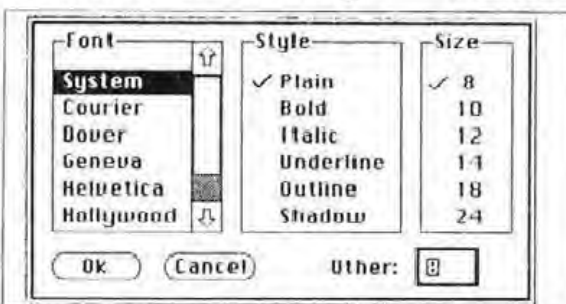 Font
System
Courier
Dover
Geneva
Helvetica
Hollywood
Style
✓ Plain
Bold
Italic
Underline
Outline
Shadow
Size
✓ 8
10
12
14
18
24
Ok
Cancel
Other: